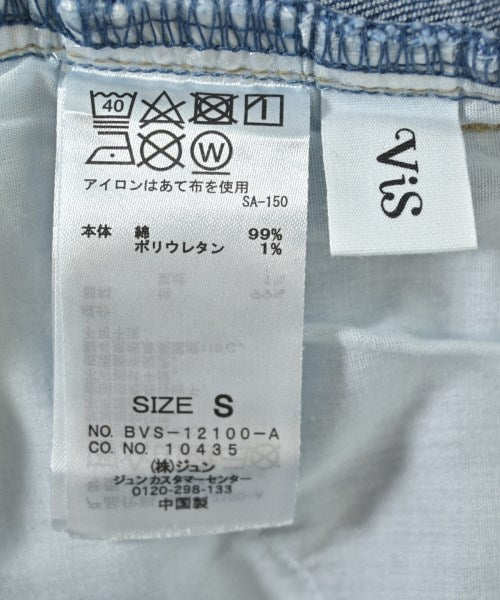 40
W
アイロンはあて布を使用
SA-150
本体 綿 99%
ポリウレタン 1%
SIZE S
NO. BVS-12100-A
CO. NO. 10435
(株)ジュン
ジュンカスタマーセンター
0120-298-133
中国製
ViS